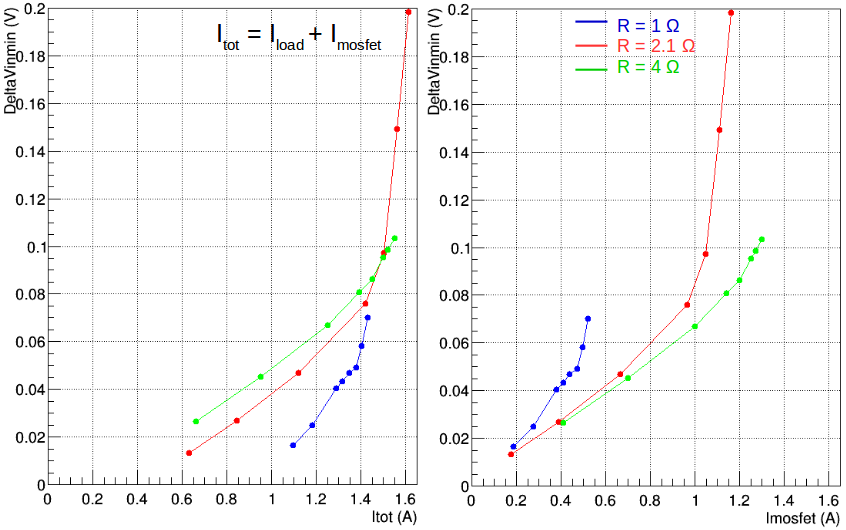 DeltaVinmin (V)
0.2
0.18
0.16
0.14
0.12
0.1
0.08
0.06
0.04
0.02
0
I_tot = I_load + I_mosfet
0 0.2 0.4 0.6 0.8 1 1.2 1.4 1.6
Itot (A)
DeltaVinmin (V)
0.2
0.18
0.16
0.14
0.12
0.1
0.08
0.06
0.04
0.02
0
R = 1 Ω
R = 2.1 Ω
R = 4 Ω
0 0.2 0.4 0.6 0.8 1 1.2 1.4 1.6
Imosfet (A)